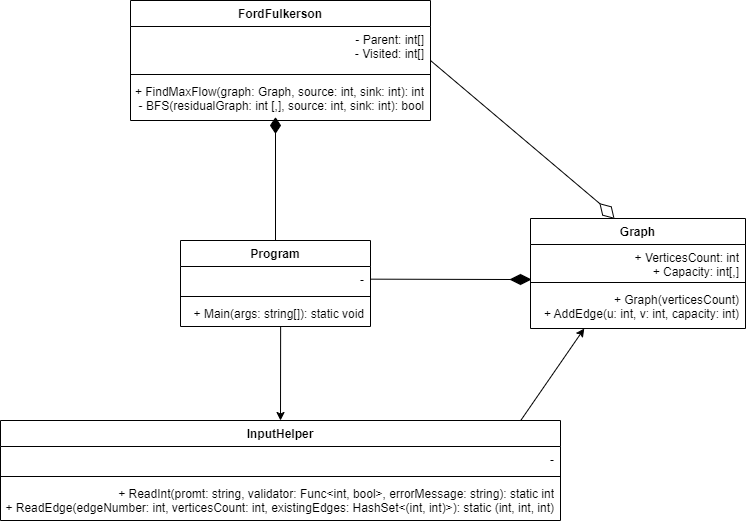 FordFulkerson
- Parent: int[]
- Visited: int[]
+ FindMaxFlow(graph: Graph, source: int, sink: int): int
- BFS(residualGraph: int [,], source: int, sink: int): bool
Graph
+ VerticesCount: int
+ Capacity: int[,]
+ Graph(verticesCount)
+ AddEdge(u: int, v: int, capacity: int)
Program
-
+ Main(args: string[]): static void
InputHelper
-
+ ReadInt(promt: string, validator: Func<int, bool>, errorMessage: string): static int
+ ReadEdge(edgeNumber: int, verticesCount: int, existingEdges: HashSet<(int, int)>): static (int, int, int)